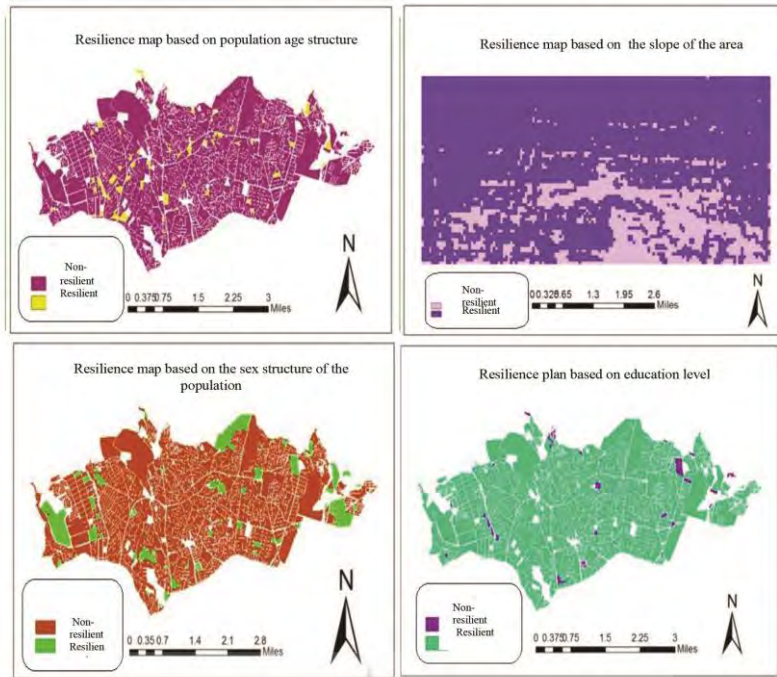 Resilience map based on population age structure
N
Non-
resilient
Resilient
0 0.375 0.75 1.5 2.25 3
Miles
Resilience map based on the slope of the area
N
Non-
resilient
Resilient
0 0.325 0.65 1.3 1.95 2.6
Miles
Resilience map based on the sex structure of the
population
N
Non-
resilient
Resilien
0 0.35 0.7 1.4 2.1 2.8
Miles
Resilience plan based on education level
N
Non-
resilient
Resilient
0 0.375 0.75 1.5 2.25 3
Miles